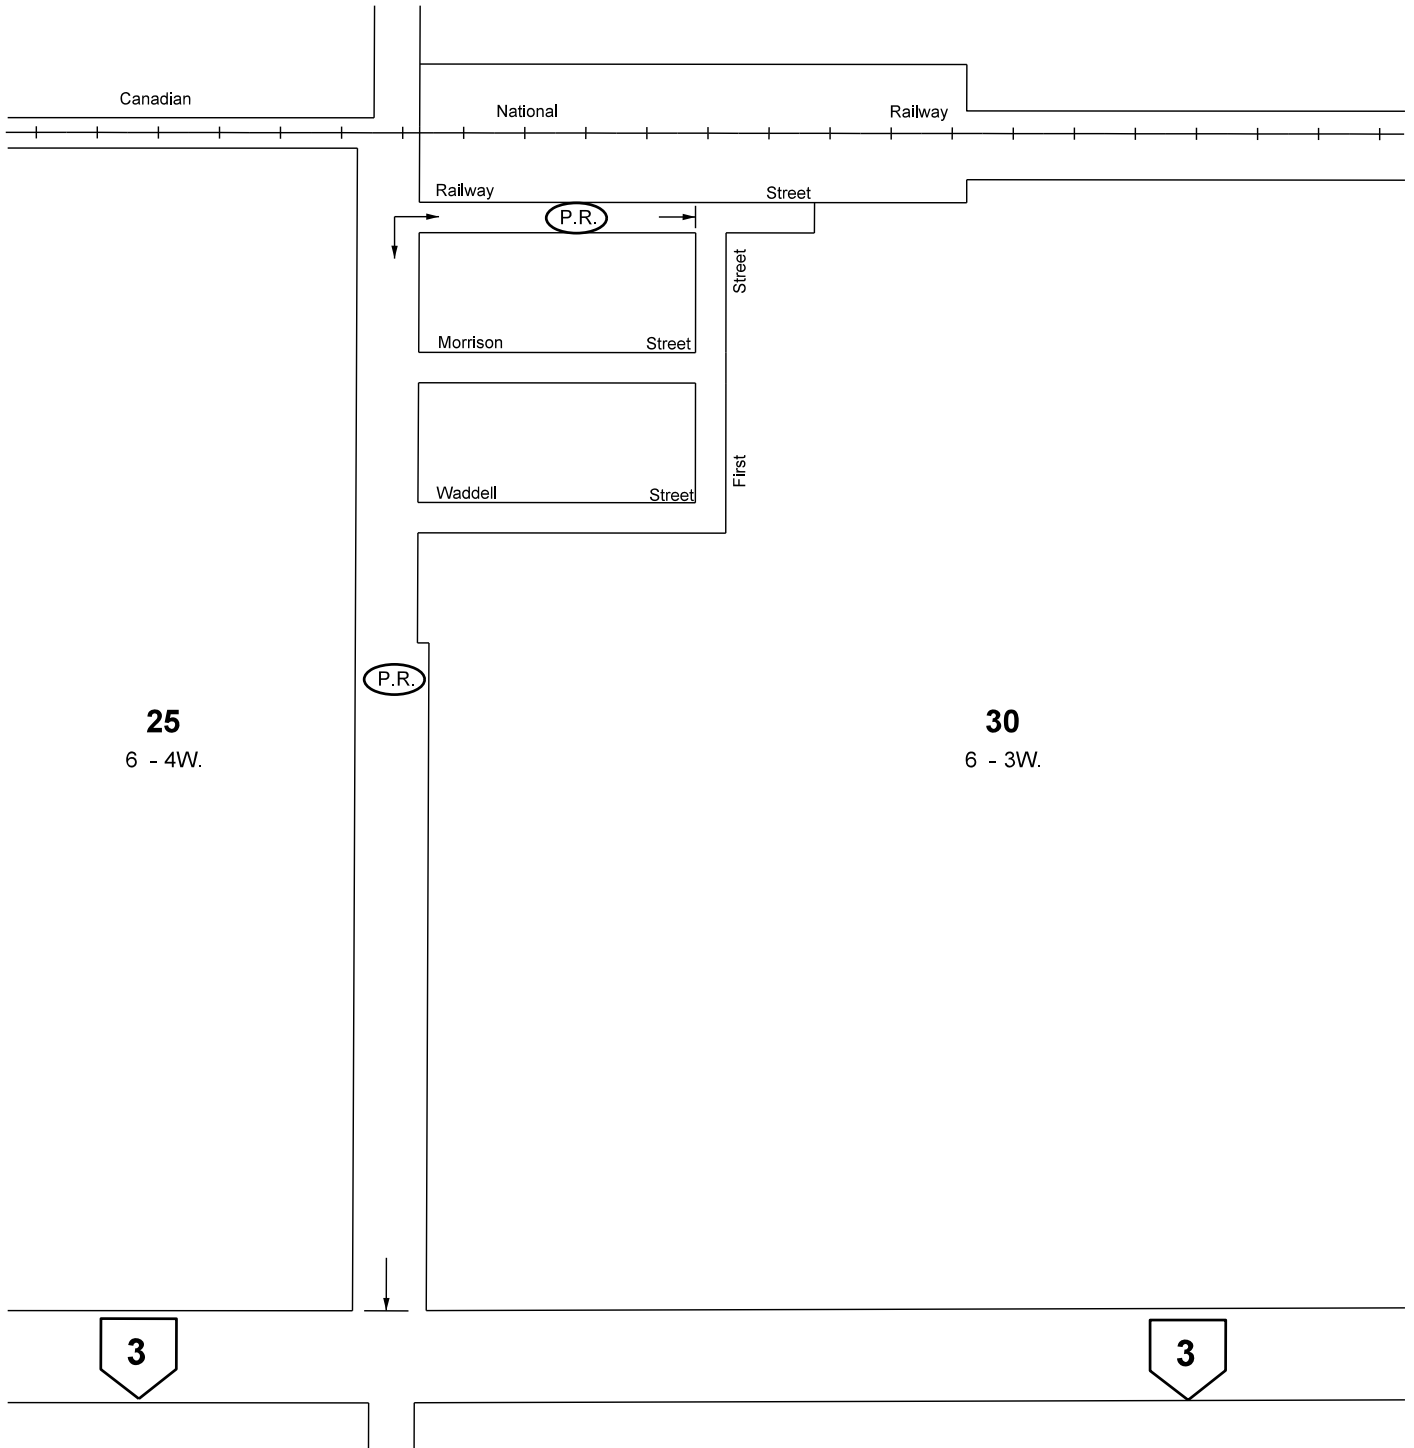 Canadian National Railway
Railway Street
P.R.
Street
Morrison Street
First
Waddell Street
P.R.
25
6 - 4W.
30
6 - 3W.
3
3